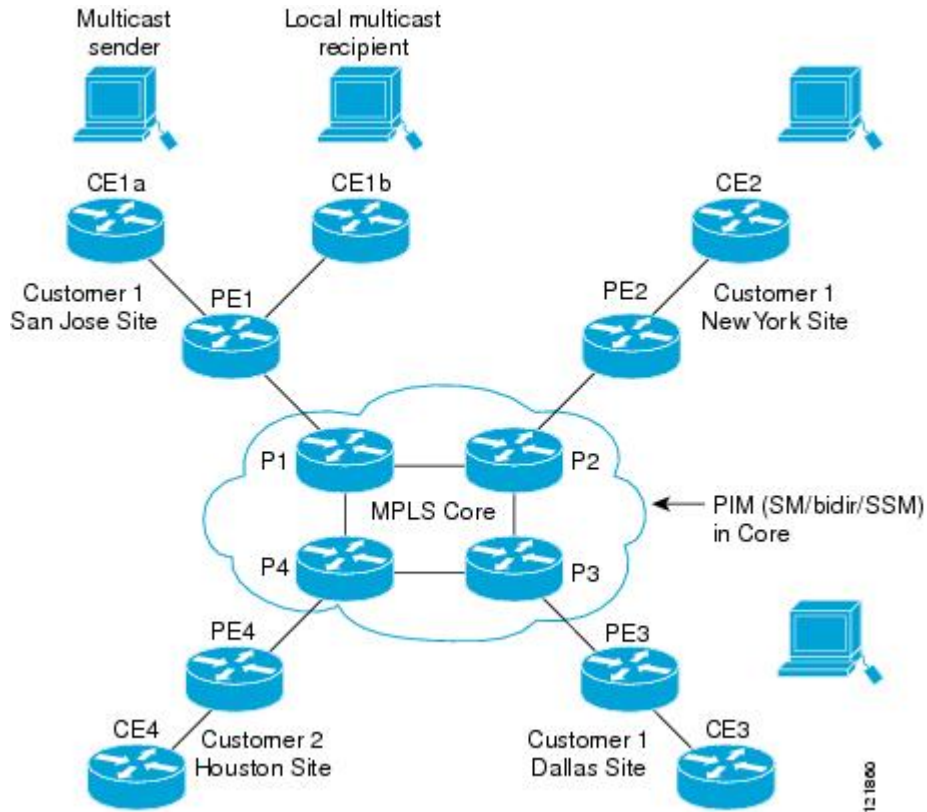 Multicast
sender
Local multicast
recipient
CE1a
CE1b
CE2
Customer 1
San Jose Site
PE1
PE2
Customer 1
New York Site
P1
P2
MPLS Core
PIM (SM/bidir/SSM)
in Core
P4
P3
PE4
PE3
CE4
Customer 2
Houston Site
Customer 1
Dallas Site
CE3
121860